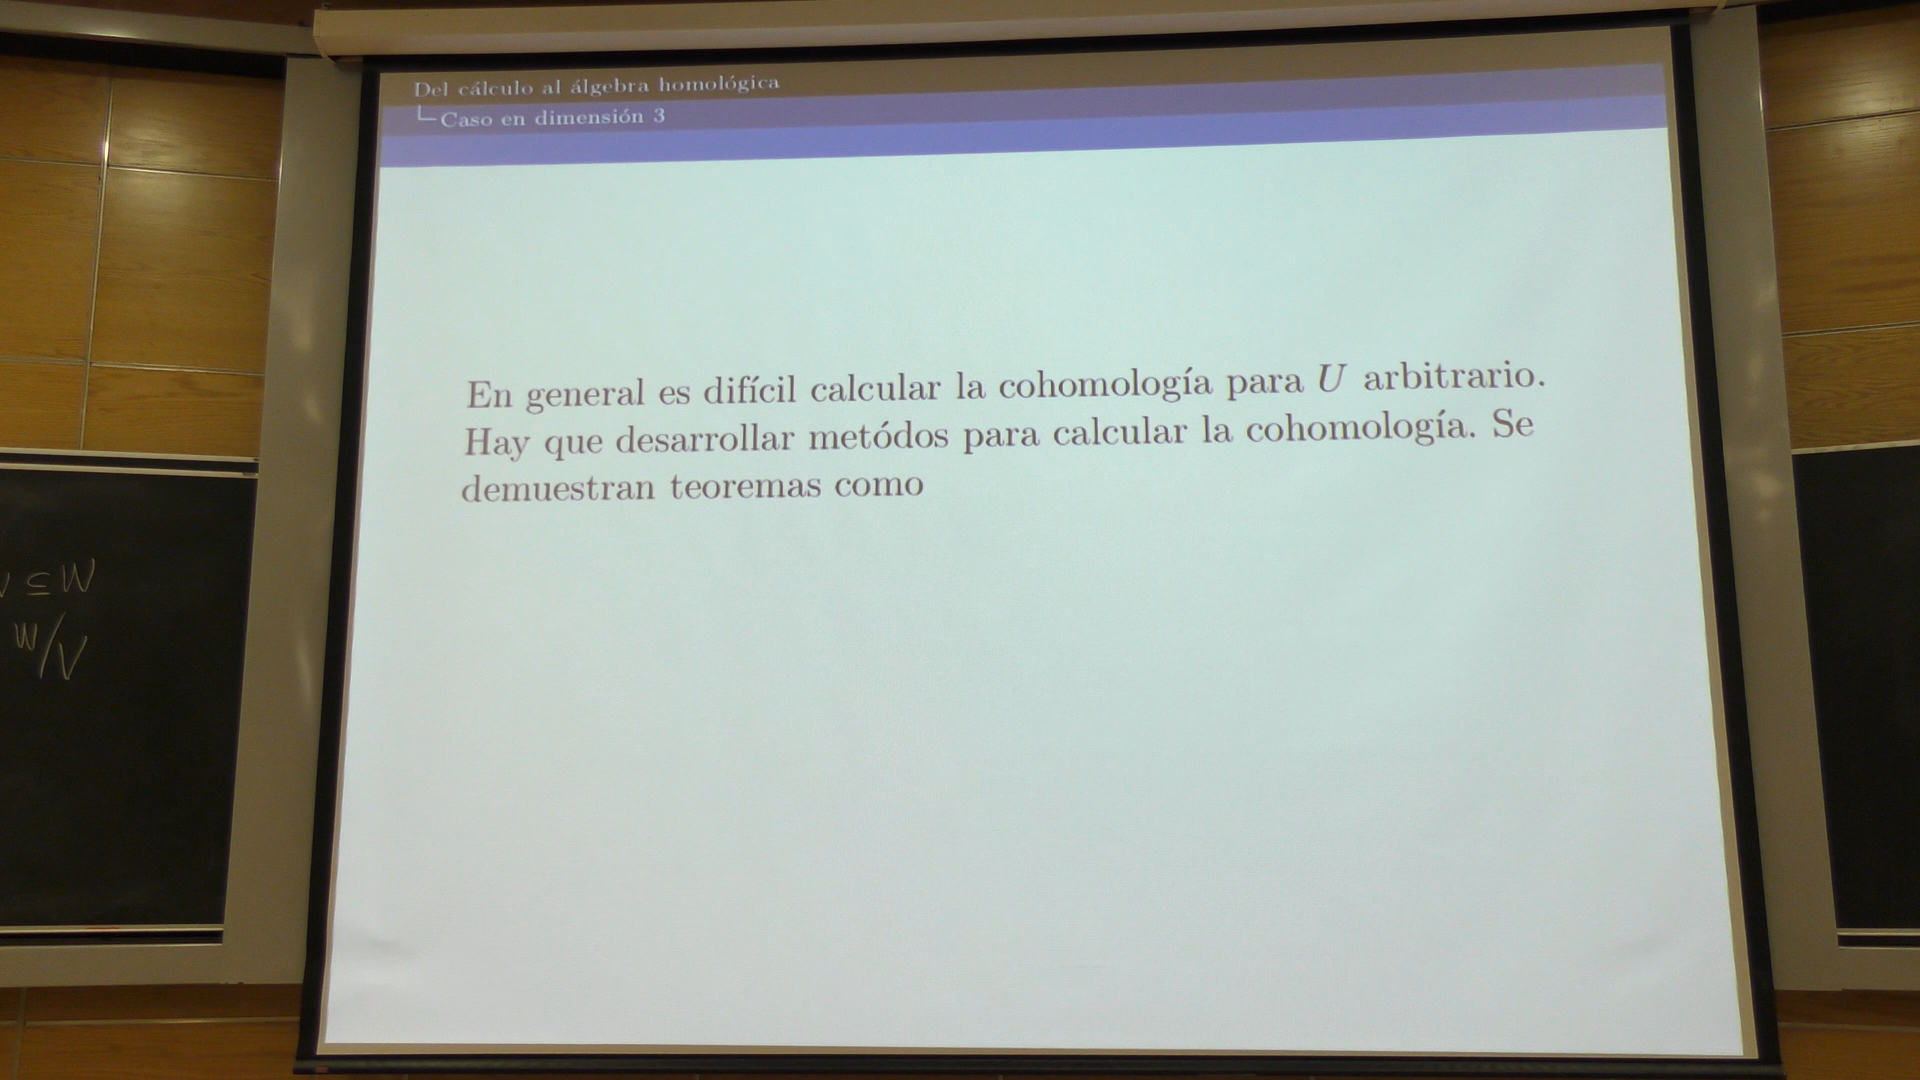 Del cálculo al álgebra homológica
Caso en dimensión 3
En general es difícil calcular la cohomología para U arbitrario.
Hay que desarrollar metódos para calcular la cohomología. Se
demuestran teoremas como
⊆ W
W/V